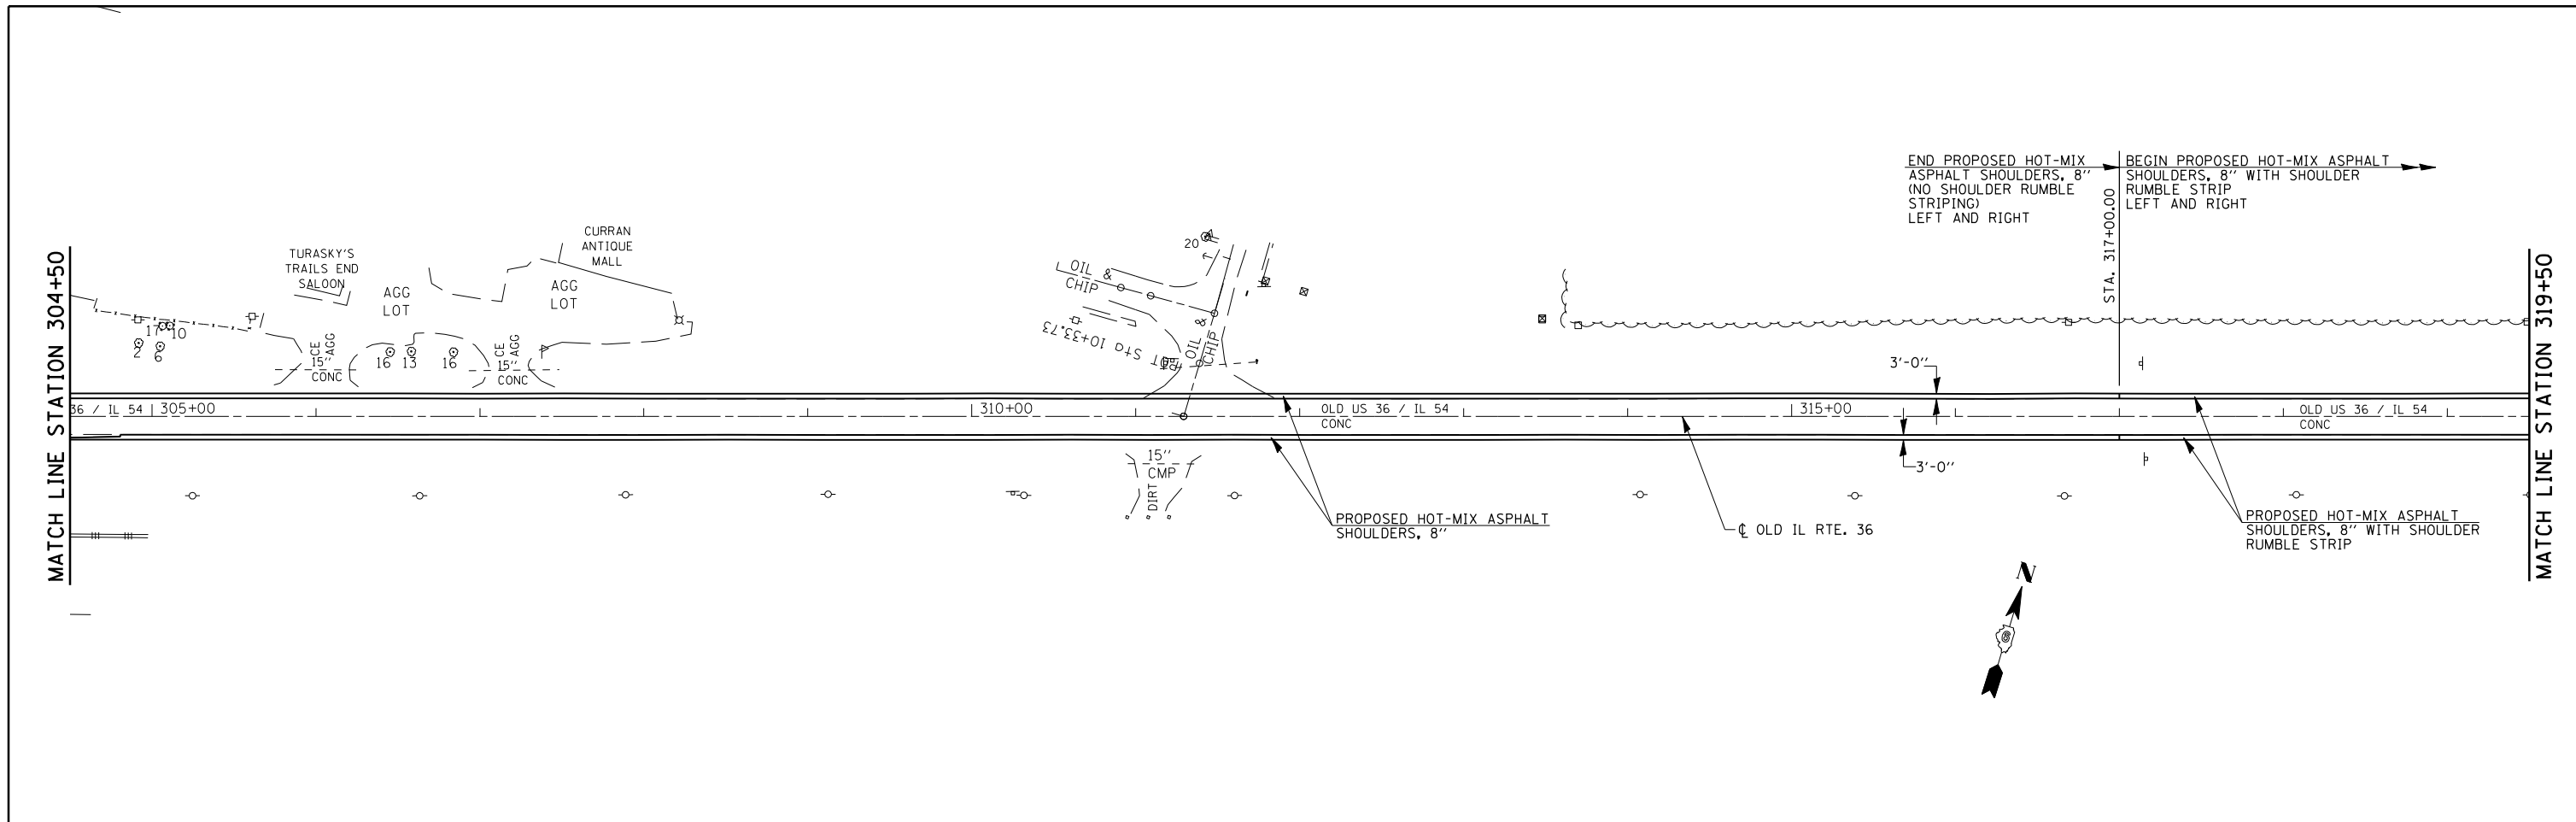 END PROPOSED HOT-MIX
ASPHALT SHOULDERS, 8"
(NO SHOULDER RUMBLE
STRIPING)
LEFT AND RIGHT
BEGIN PROPOSED HOT-MIX ASPHALT
SHOULDERS, 8" WITH SHOULDER
RUMBLE STRIP
LEFT AND RIGHT
STA. 317+00.00
MATCH LINE STATION 304+50
TURASKY'S
TRAILS END
SALOON
AGG
LOT
CURRAN
ANTIQUE
MALL
AGG
LOT
17
10
2
6
CE
AGG
15"
CONC
16
13
16
CE
AGG
15"
CONC
20
OIL &
CHIP
OIL &
CHIP
POT Sta 10+33.73
3'-0"
36 / IL 54
305+00
310+00
OLD US 36 / IL 54
CONC
315+00
OLD US 36 / IL 54
CONC
3'-0"
15"
CMP
DIRT
PROPOSED HOT-MIX ASPHALT
SHOULDERS, 8"
℄ OLD IL RTE. 36
PROPOSED HOT-MIX ASPHALT
SHOULDERS, 8" WITH SHOULDER
RUMBLE STRIP
N
MATCH LINE STATION 319+50